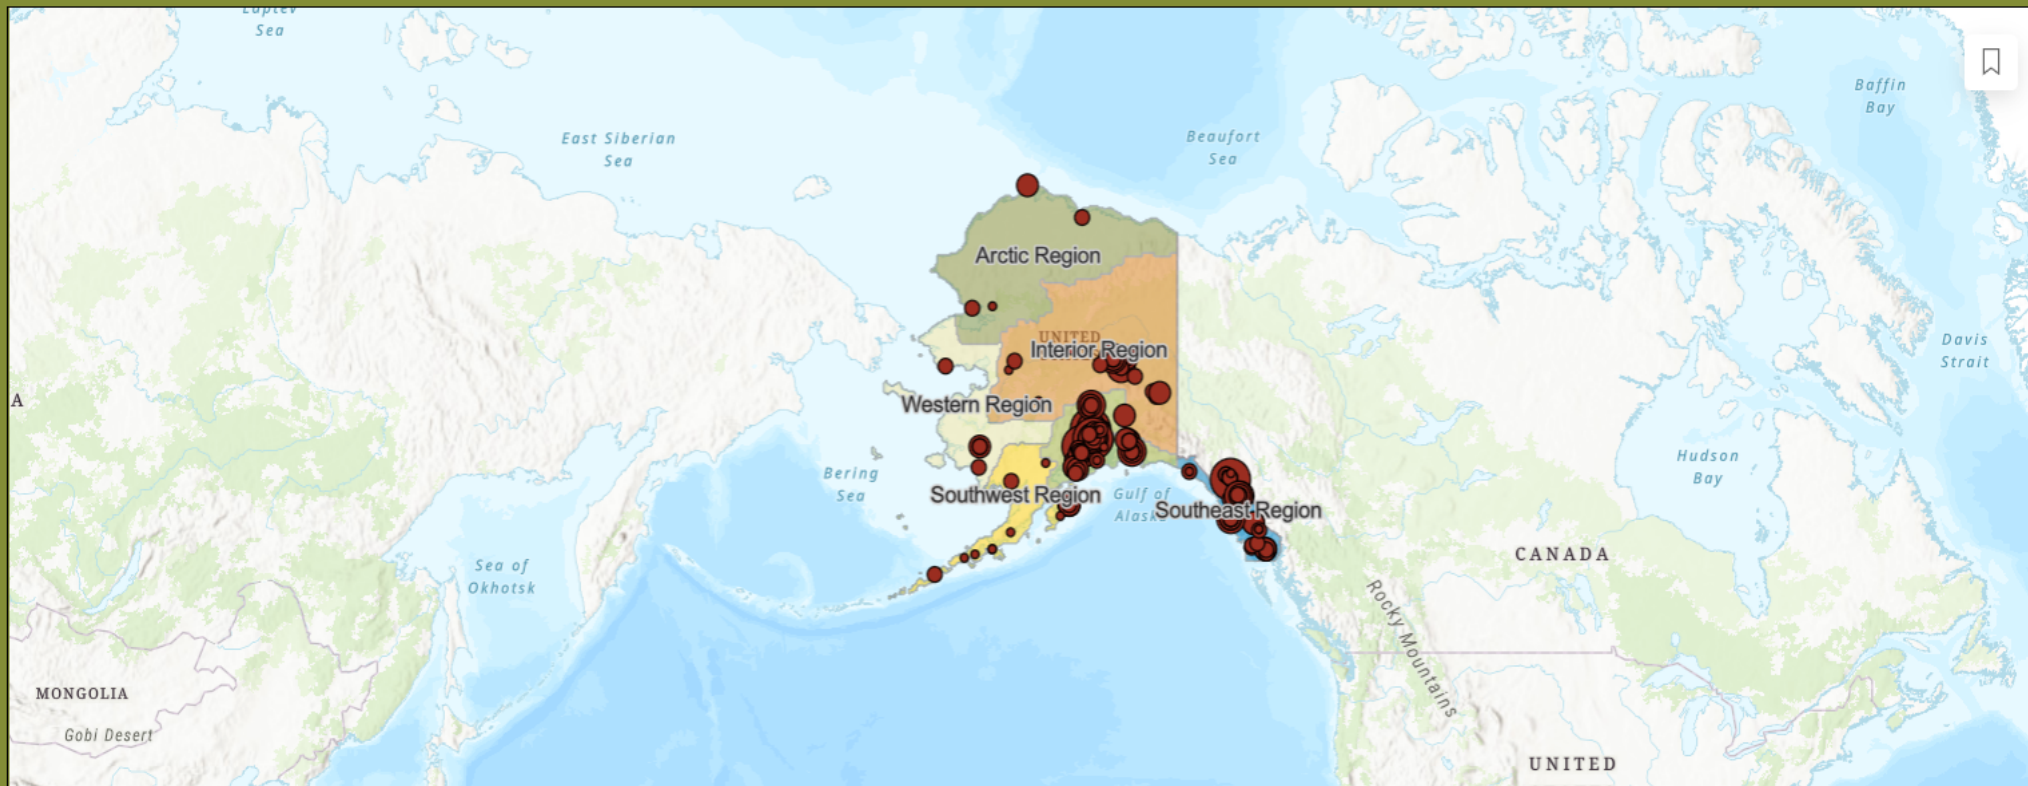 Laptev
Sea
Baffin
Bay
East Siberian
Sea
Beaufort
Sea
Arctic Region
UNITED
Interior Region
Davis
Strait
A
Western Region
Bering
Sea
Hudson
Bay
Southwest Region
Gulf of
Alaska
Southeast Region
CANADA
Sea of
Okhotsk
Rocky Mountains
MONGOLIA
Gobi Desert
UNITED